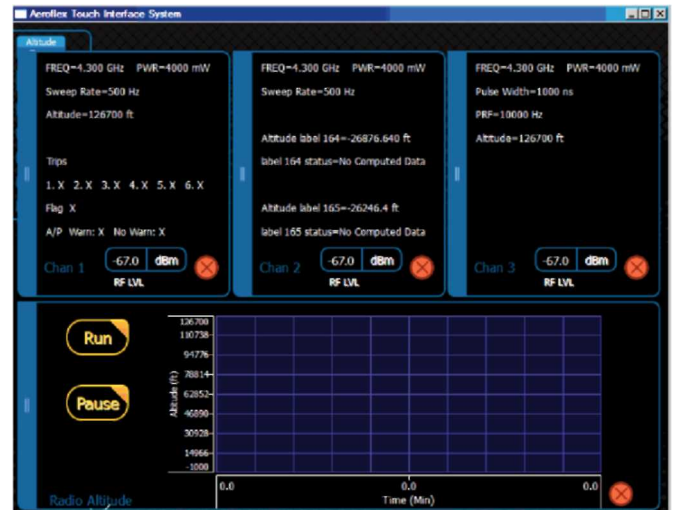 Aeroflex Touch Interface System
Altitude
FREQ=4.300 GHz PWR=4000 mW
Sweep Rate=500 Hz
Altitude=126700 ft
Trips
1. X 2. X 3. X 4. X 5. X 6. X
Flag X
A/P Warn: X No Warn: X
Chan 1
-67.0 dBm
RF LVL
FREQ=4.300 GHz PWR=4000 mW
Sweep Rate=500 Hz
Altitude label 164=-26876.640 ft
label 164 status=No Computed Data
Altitude label 165=-26246.4 ft
label 165 status=No Computed Data
Chan 2
-67.0 dBm
RF LVL
FREQ=4.300 GHz PWR=4000 mW
Pulse Width=1000 ns
PRF=10000 Hz
Altitude=126700 ft
Chan 3
-67.0 dBm
RF LVL
Run
Pause
Radio Altitude
Altitude (ft)
126700
110738
94776
78814
62852
46890
30928
14966
-1000
0.0 0.0 0.0
Time (Min)